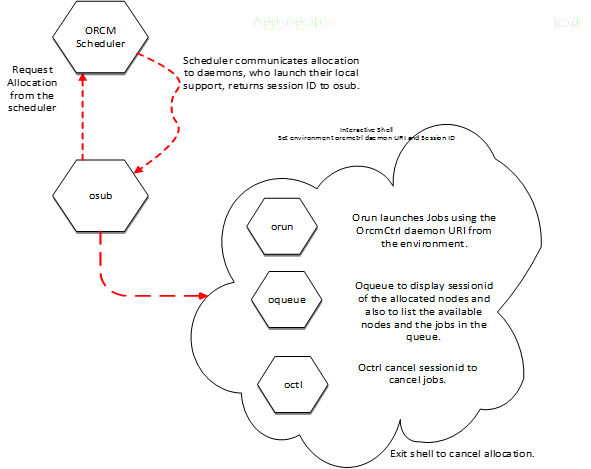 ORCM
Scheduler
Request
Allocation
from the
scheduler
Scheduler communicates allocation
to daemons, who launch their local
support, returns session ID to osub.
osub
Interactive Shell
Set environment orcmctrl daemon URI and Session ID
orun
Orun launches Jobs using the
OrcmCtrl daemon URI from
the environment.
oqueue
Oqueue to display sessionid
of the allocated nodes and
also to list the available
nodes and the jobs in the
queue.
octl
Octrl cancel sessionid to
cancel jobs.
Exit shell to cancel allocation.